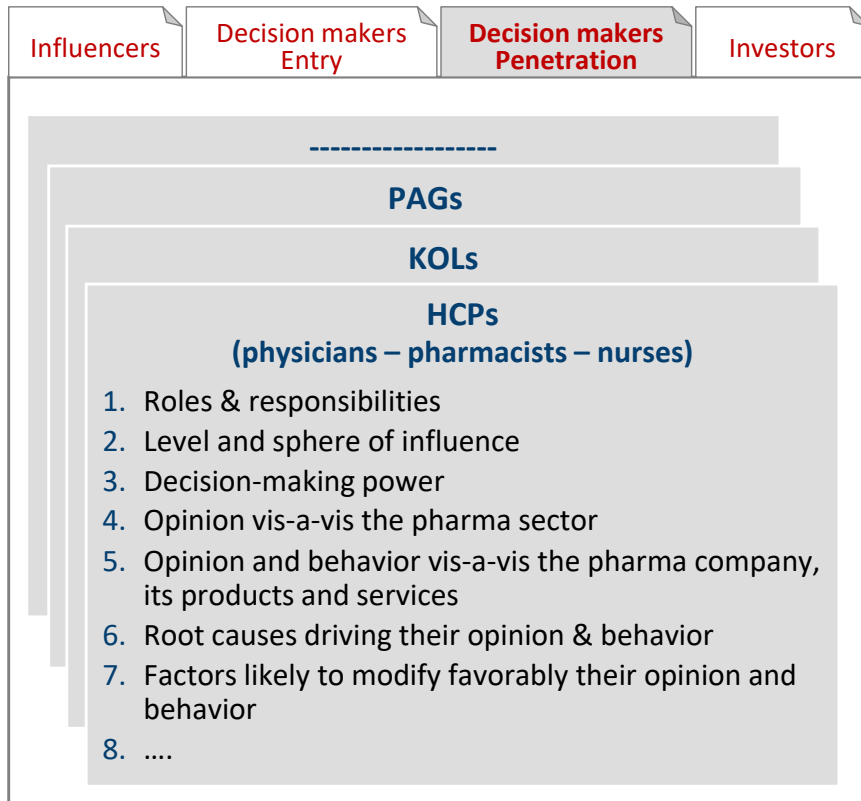 Influencers
Decision makers
Entry
Decision makers
Penetration
Investors
------------------
PAGs
KOLs
HCPs
(physicians – pharmacists – nurses)
1. Roles & responsibilities
2. Level and sphere of influence
3. Decision-making power
4. Opinion vis-a-vis the pharma sector
5. Opinion and behavior vis-a-vis the pharma company,
its products and services
6. Root causes driving their opinion & behavior
7. Factors likely to modify favorably their opinion and
behavior
8. ....